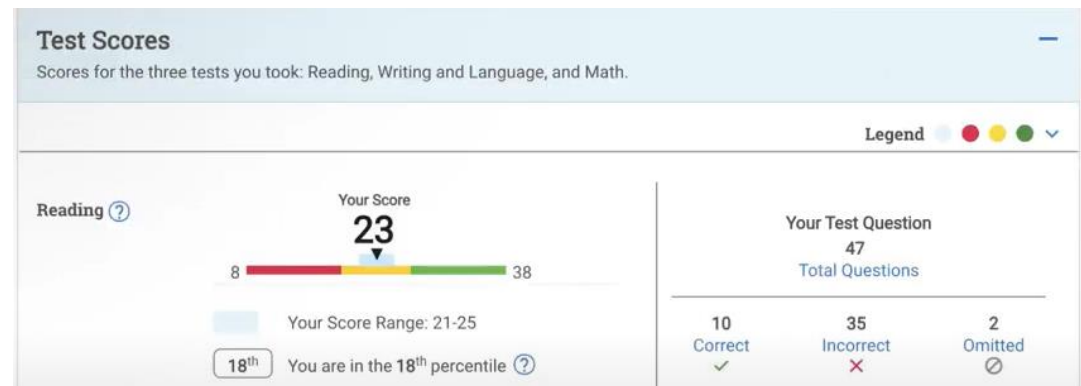 Test Scores
Scores for the three tests you took: Reading, Writing and Language, and Math.
Legend
Reading ?
Your Score
23
8
38
Your Score Range: 21-25
18th You are in the 18th percentile ?
Your Test Question
47
Total Questions
10 35 2
Correct Incorrect Omitted